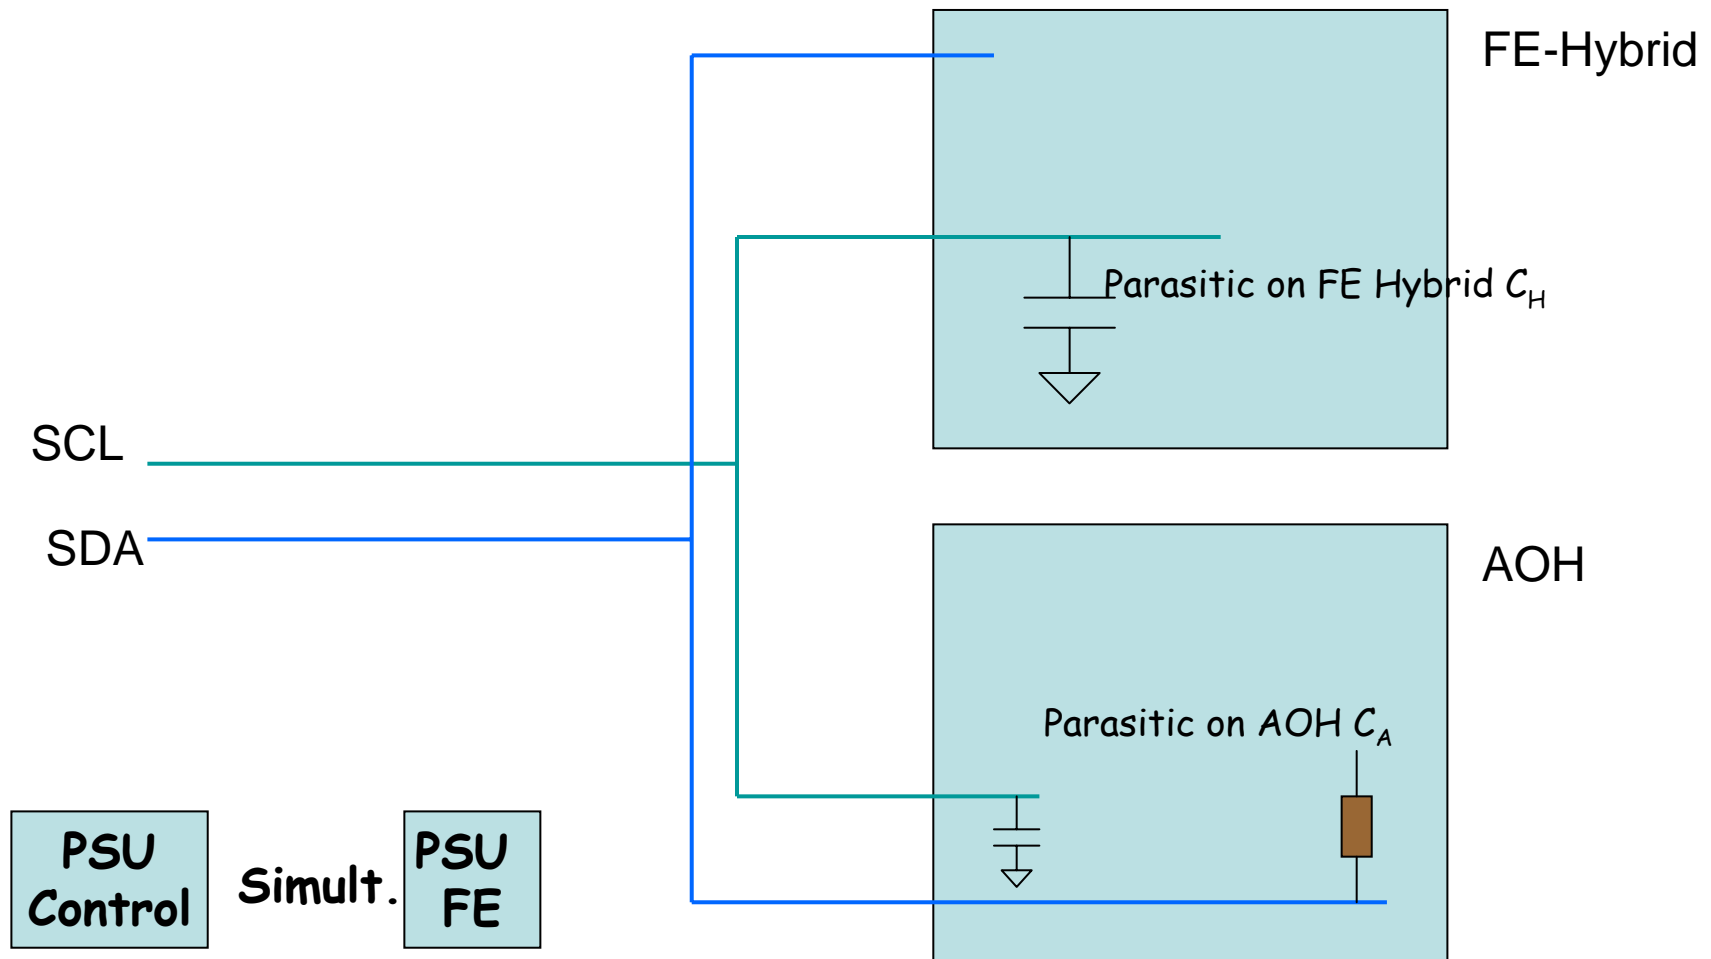 FE-Hybrid
Parasitic on FE Hybrid C_H
SCL
SDA
AOH
Parasitic on AOH C_A
PSU
Control
Simult.
PSU
FE